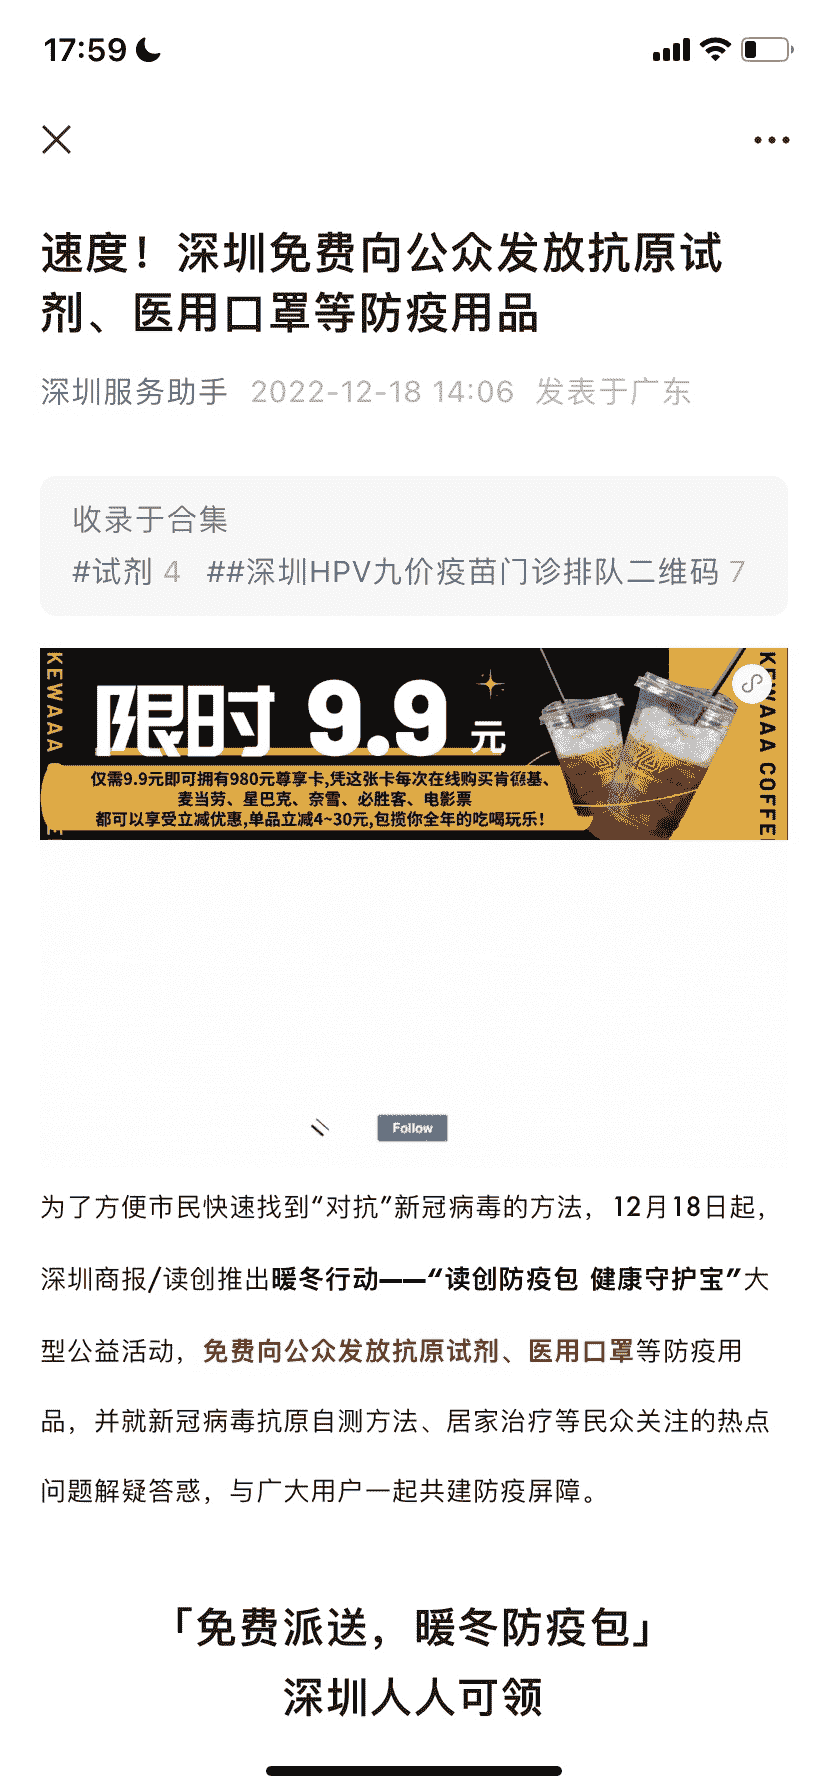 17:59
速度！深圳免费向公众发放抗原试
剂、医用口罩等防疫用品
深圳服务助手 2022-12-18 14:06 发表于广东
收录于合集
#试剂 4 ##深圳HPV九价疫苗门诊排队二维码 7
KEWAAA
限时 9.9 元
仅需9.9元即可拥有980元尊享卡,凭这张卡每次在线购买肯德基、
麦当劳、星巴克、奈雪、必胜客、电影票
都可以享受立减优惠,单品立减4~30元,包揽你全年的吃喝玩乐!
KEWAAA COFFE
Follow
为了方便市民快速找到“对抗”新冠病毒的方法，12月18日起，
深圳商报/读创推出暖冬行动——“读创防疫包 健康守护宝”大
型公益活动，免费向公众发放抗原试剂、医用口罩等防疫用
品，并就新冠病毒抗原自测方法、居家治疗等民众关注的热点
问题解疑答惑，与广大用户一起共建防疫屏障。
「免费派送，暖冬防疫包」
深圳人人可领